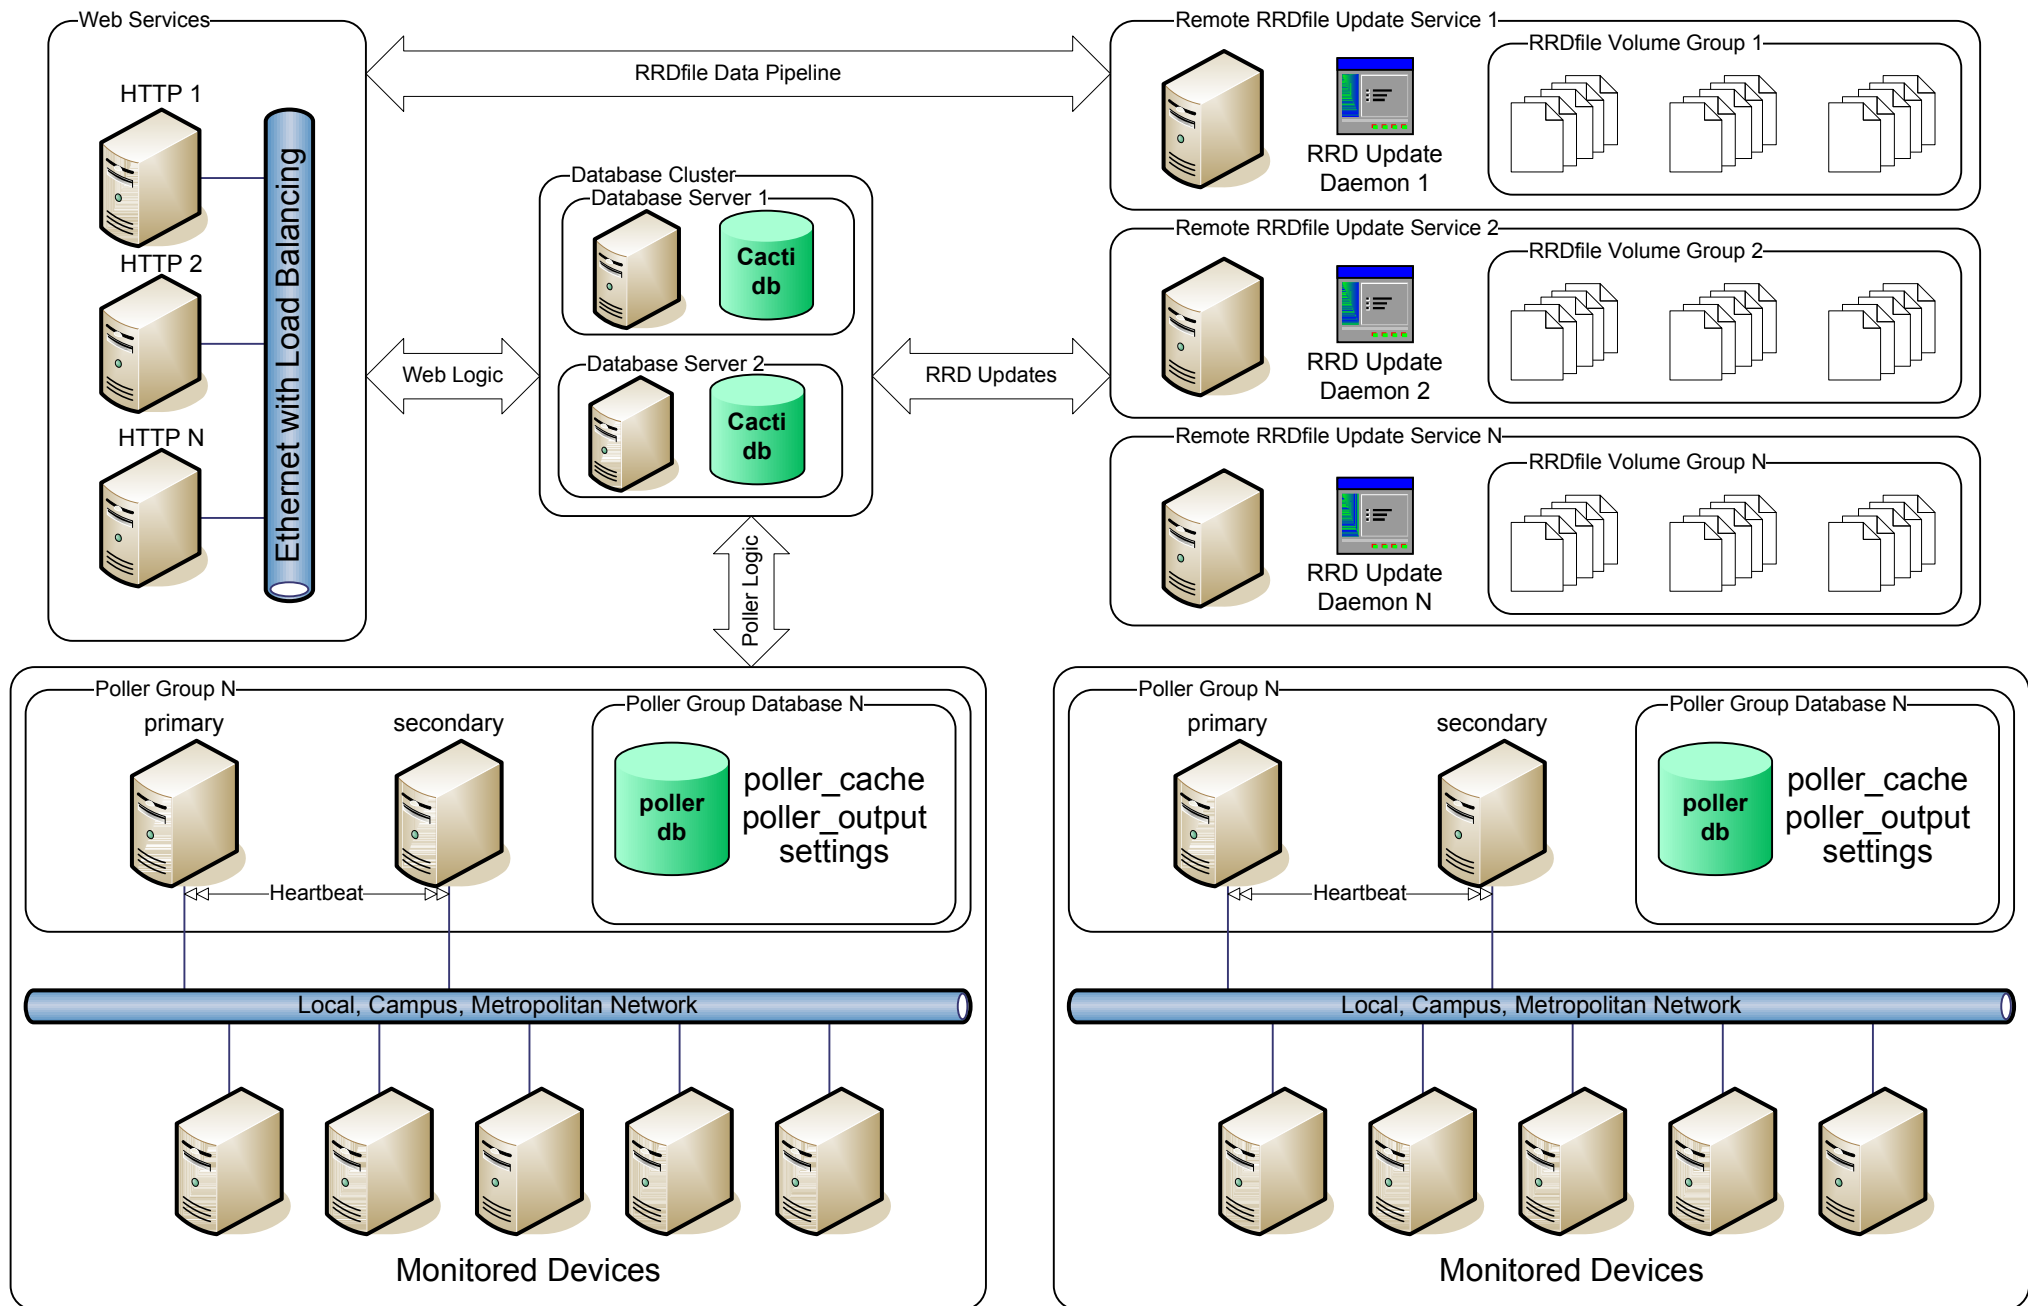 Web Services
HTTP 1
HTTP 2
HTTP N
Ethernet with Load Balancing
RRDfile Data Pipeline
Web Logic
Database Cluster
Database Server 1
Cacti
db
Database Server 2
Cacti
db
RRD Updates
Poller Logic
Remote RRDfile Update Service 1
RRD Update
Daemon 1
RRDfile Volume Group 1
Remote RRDfile Update Service 2
RRD Update
Daemon 2
RRDfile Volume Group 2
Remote RRDfile Update Service N
RRD Update
Daemon N
RRDfile Volume Group N
Poller Group N
primary
secondary
Heartbeat
Poller Group Database N
poller
db
poller_cache
poller_output
settings
Local, Campus, Metropolitan Network
Monitored Devices
Poller Group N
primary
secondary
Heartbeat
Poller Group Database N
poller
db
poller_cache
poller_output
settings
Local, Campus, Metropolitan Network
Monitored Devices